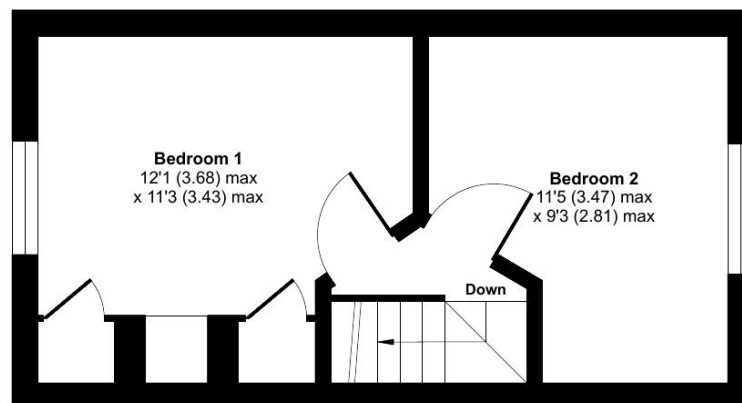 Bedroom 1
12'1 (3.68) max
x 11'3 (3.43) max
Bedroom 2
11'5 (3.47) max
x 9'3 (2.81) max
Down